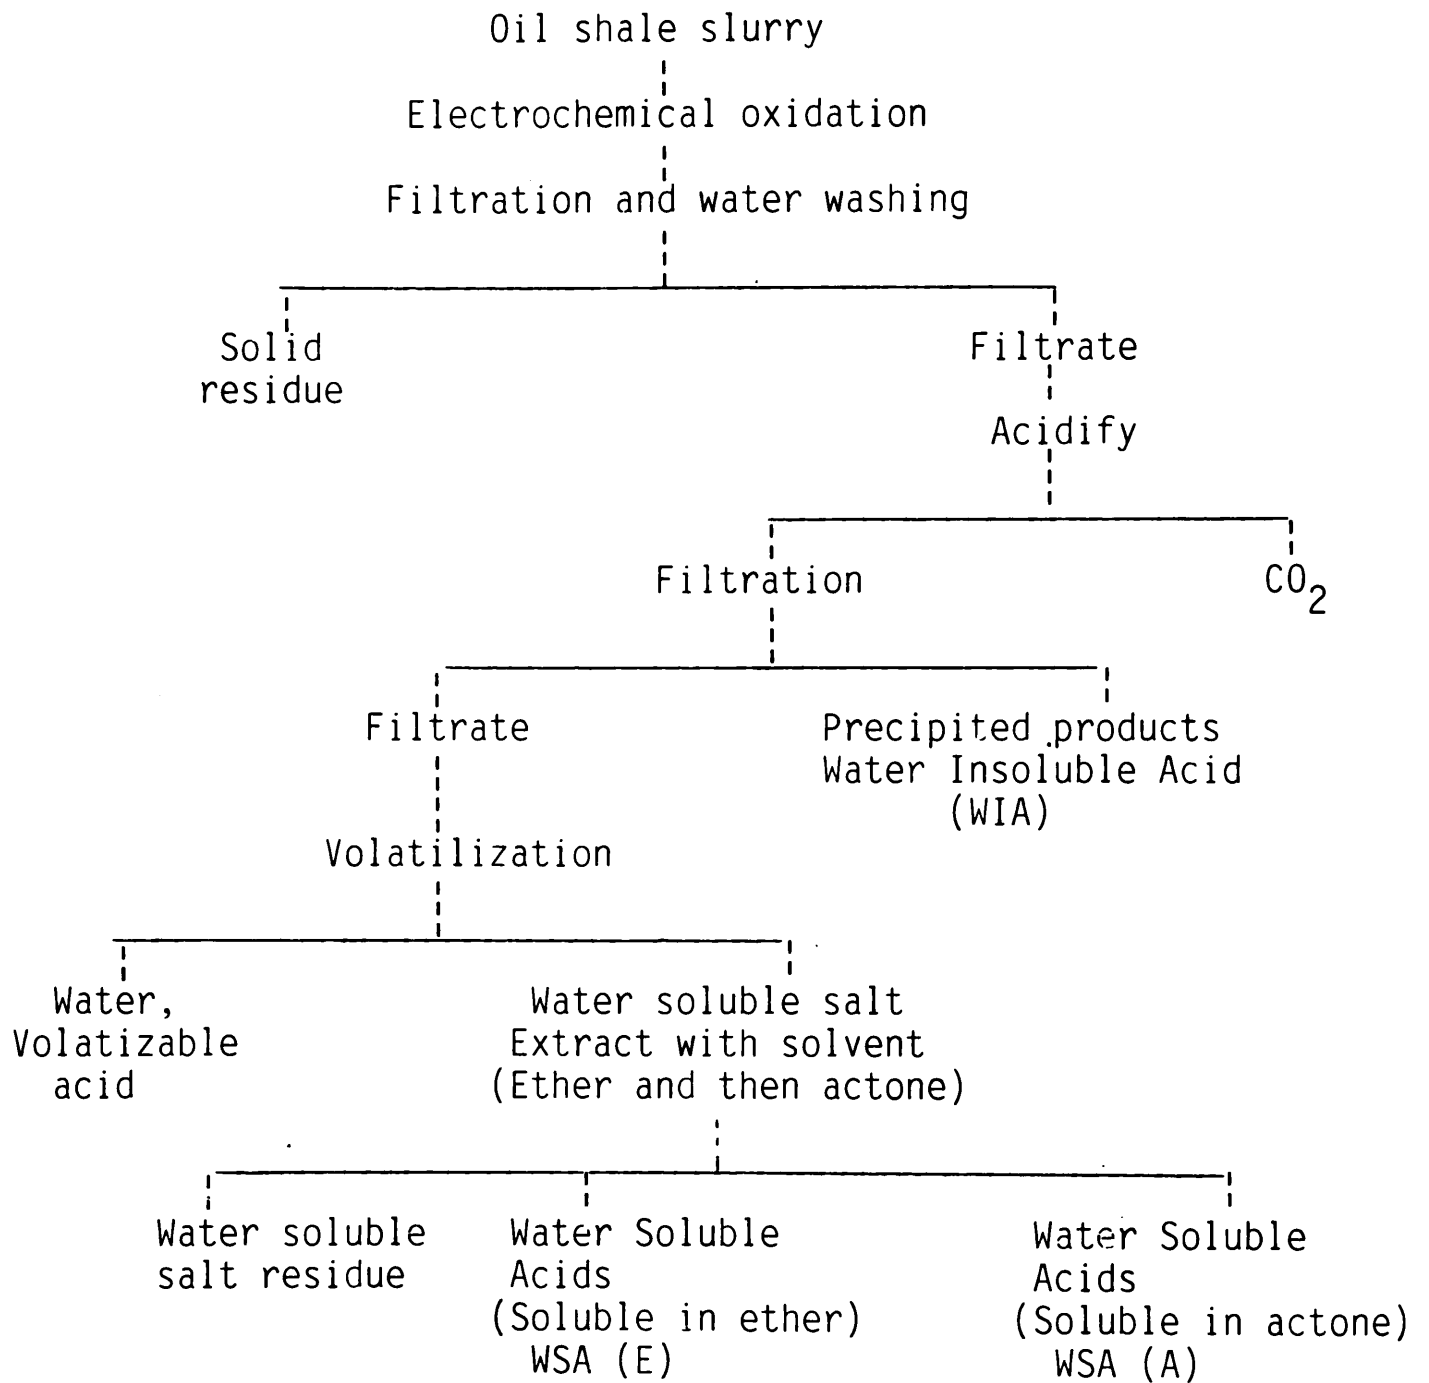 Oil shale slurry
Electrochemical oxidation
Filtration and water washing
Solid
residue
Filtrate
Acidify
Filtration
CO2
Filtrate
Precipited products
Water Insoluble Acid
(WIA)
Volatilization
Water,
Volatizable
acid
Water soluble salt
Extract with solvent
(Ether and then actone)
Water soluble
salt residue
Water Soluble
Acids
(Soluble in ether)
WSA (E)
Water Soluble
Acids
(Soluble in actone)
WSA (A)